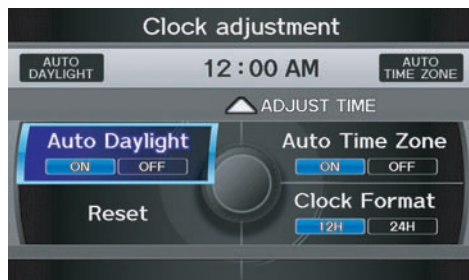 Clock adjustment
AUTO DAYLIGHT
12:00 AM
AUTO TIME ZONE
ADJUST TIME
Auto Daylight
ON OFF
Auto Time Zone
ON OFF
Reset
Clock Format
12H 24H